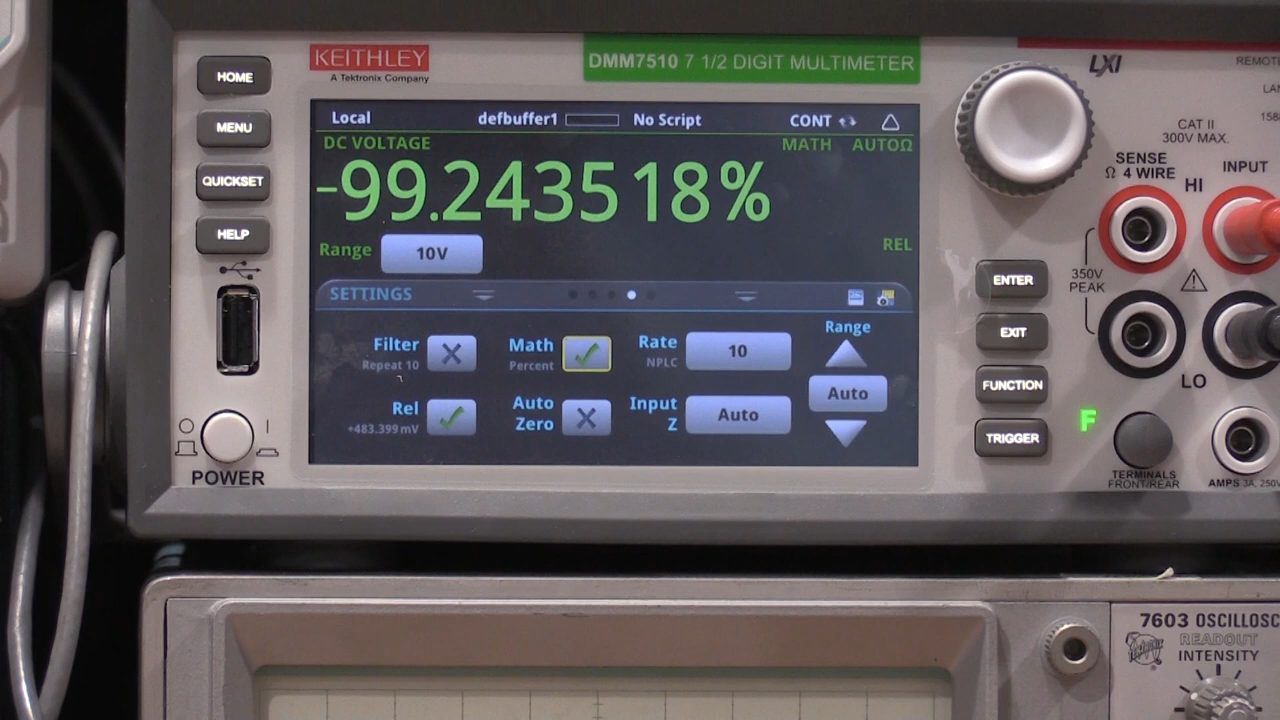 HOME
MENU
QUICKSET
HELP
POWER
KEITHLEY
A Tektronix Company
DMM7510 7 1/2 DIGIT MULTIMETER
Local defbuffer1 No Script CONT
DC VOLTAGE MATH AUTOΩ
-99.243518%
Range 10V REL
SETTINGS
Filter
Repeat 10
Math
Percent
Rate
NPLC
10
Range
Rel
+483.399mV
Auto
Zero
Input
Z
Auto
Auto
ENTER
EXIT
FUNCTION
TRIGGER
LXI
REMOTE
LAN
CAT II
300V MAX.
SENSE
Ω 4 WIRE
INPUT
HI
350V
PEAK
LO
F
TERMINALS
FRONT/REAR
AMPS 3A, 250V
7603 OSCILLOSC
READOUT
INTENSITY